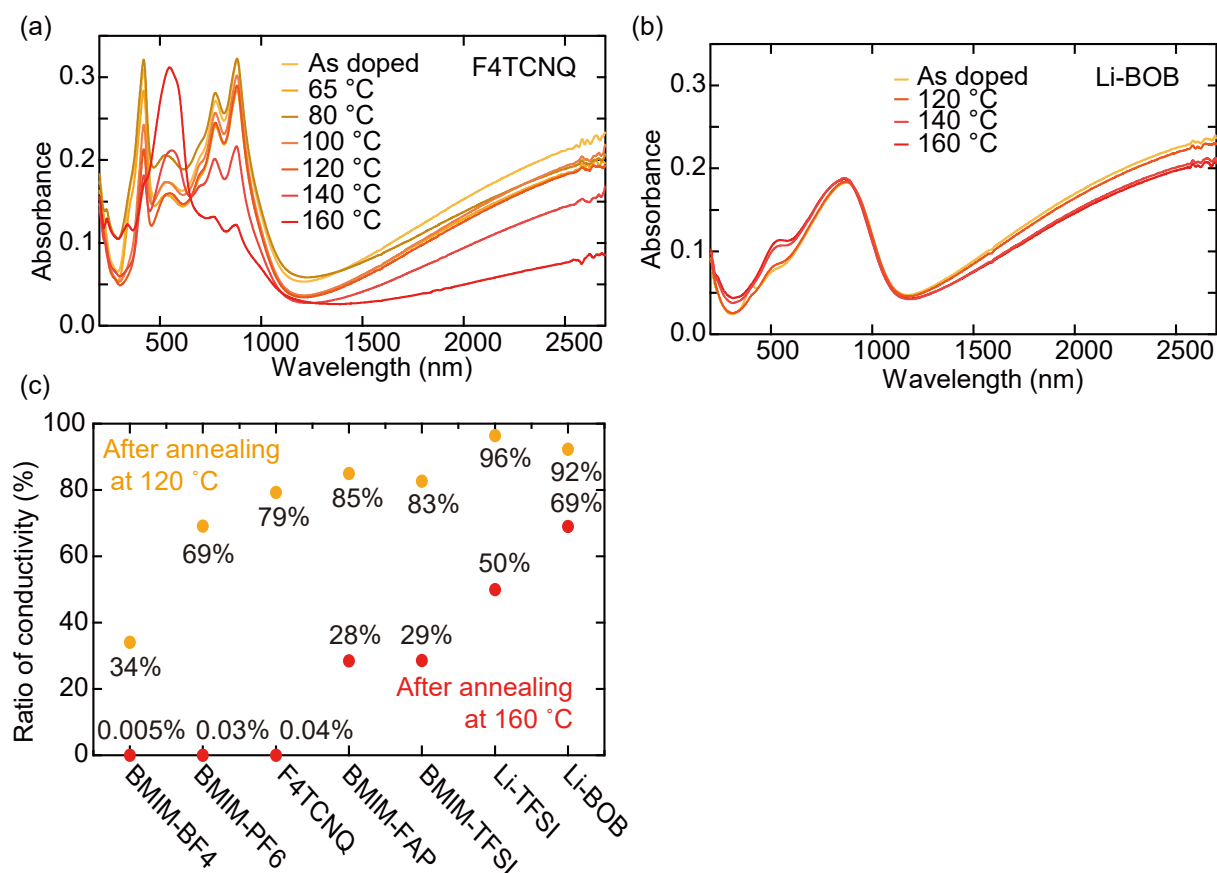 (a)
0.3
0.2
0.1
0.0
Absorbance
As doped
65 °C
80 °C
100 °C
120 °C
140 °C
160 °C
F4TCNQ
500
1000
1500
2000
2500
Wavelength (nm)
(b)
0.3
0.2
0.1
0.0
Absorbance
As doped
120 °C
140 °C
160 °C
Li-BOB
500
1000
1500
2000
2500
Wavelength (nm)
(c)
100
80
60
40
20
0
Ratio of conductivity (%)
After annealing
at 120 ˚C
34%
69%
79%
85%
83%
96%
92%
69%
50%
28%
29%
0.005%
0.03%
0.04%
After annealing
at 160 ˚C
BMIM-BF4
BMIM-PF6
F4TCNQ
BMIM-FAP
BMIM-TFSI
Li-TFSI
Li-BOB